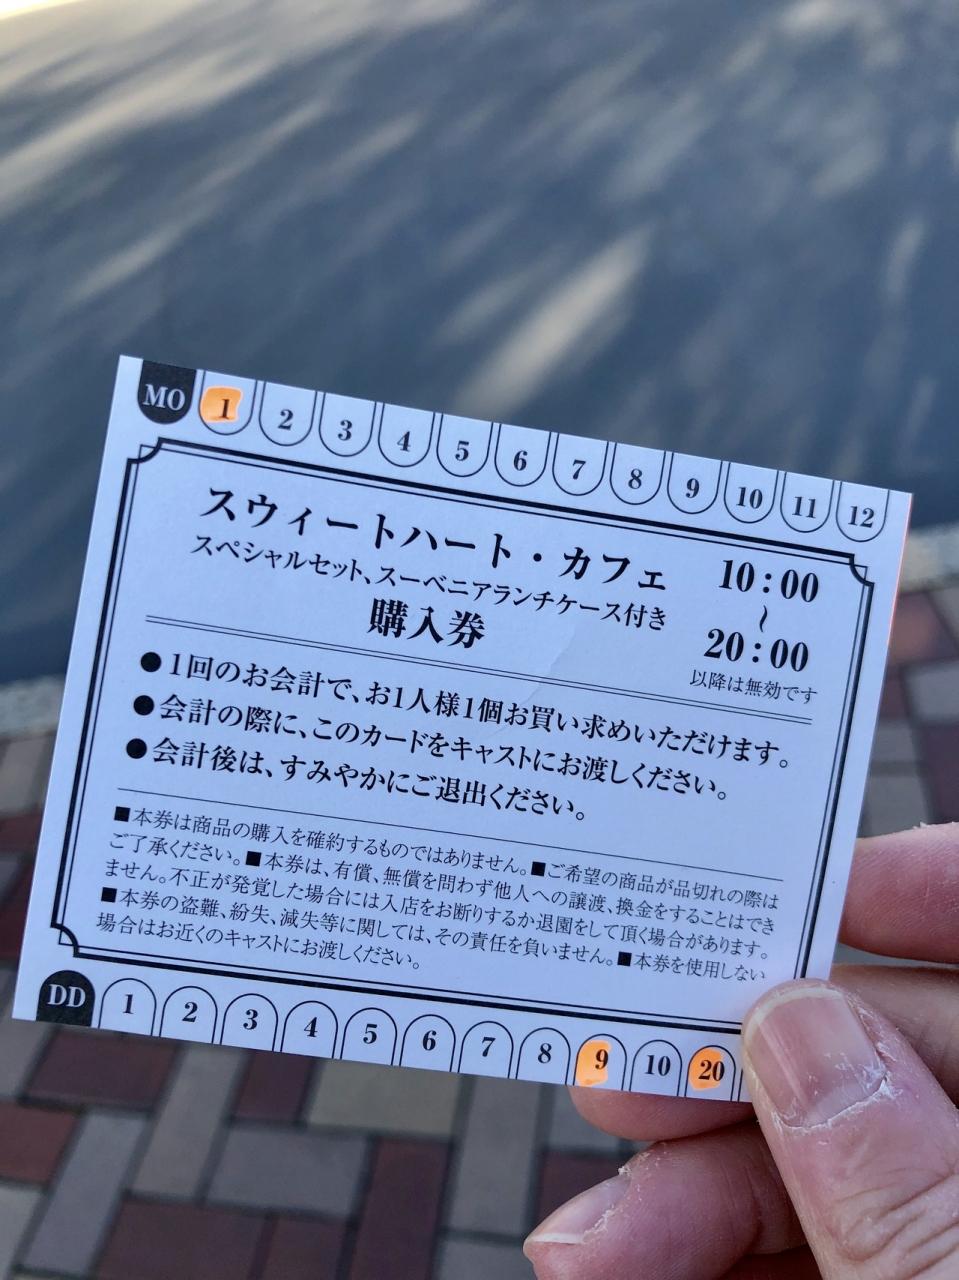 MO 1 2 3 4 5 6 7 8 9 10 11 12
スウィートハート・カフェ
スペシャルセット、スーベニアランチケース付き
購入券
10:00
〜
20:00
以降は無効です
●1回のお会計で、お1人様1個お買い求めいただけます。
●会計の際に、このカードをキャストにお渡しください。
●会計後は、すみやかにご退出ください。
■本券は商品の購入を確約するものではありません。■ご希望の商品が品切れの際は
ご了承ください。■本券は、有償、無償を問わず他人への譲渡、換金をすることはでき
ません。不正が発覚した場合には入店をお断りするか退園をして頂く場合があります。
■本券の盗難、紛失、減失等に関しては、その責任を負いません。■本券を使用しない
場合はお近くのキャストにお渡しください。
DD 1 2 3 4 5 6 7 8 9 10 20